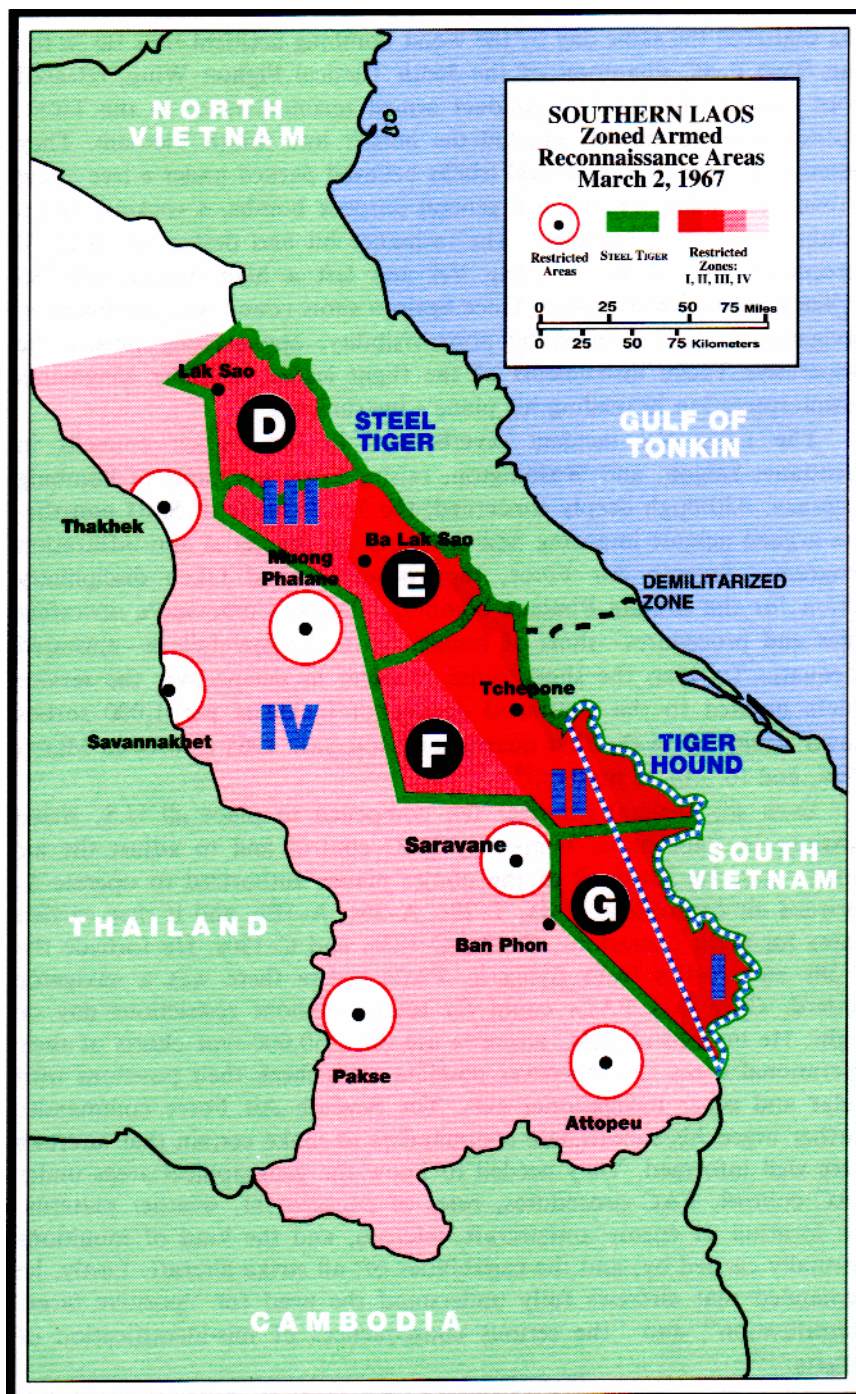 NORTH
VIETNAM
SOUTHERN LAOS
Zoned Armed
Reconnaissance Areas
March 2, 1967
Restricted
Areas
STEEL TIGER
Restricted
Zones:
I, II, III, IV
0 25 50 75 Miles
0 25 50 75 Kilometers
Lak Sao
D
STEEL
TIGER
GULF OF
TONKIN
III
Thakhek
Ba Lak Sao
Muong
Phalane
E
DEMILITARIZED
ZONE
Tchepone
IV
Savannakhet
F
TIGER
HOUND
II
Saravane
SOUTH
VIETNAM
G
THAILAND
Ban Phon
I
Pakse
Attopeu
CAMBODIA